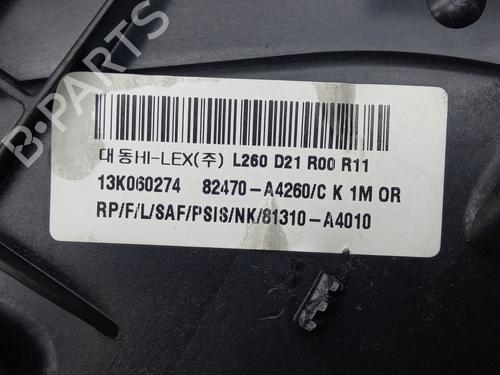 대동HI-LEX(주) L260 D21 R00 R11
13K060274 82470-A4260/C K 1M OR
RP/F/L/SAF/PSIS/NK/81310-A4010
B-PARTS